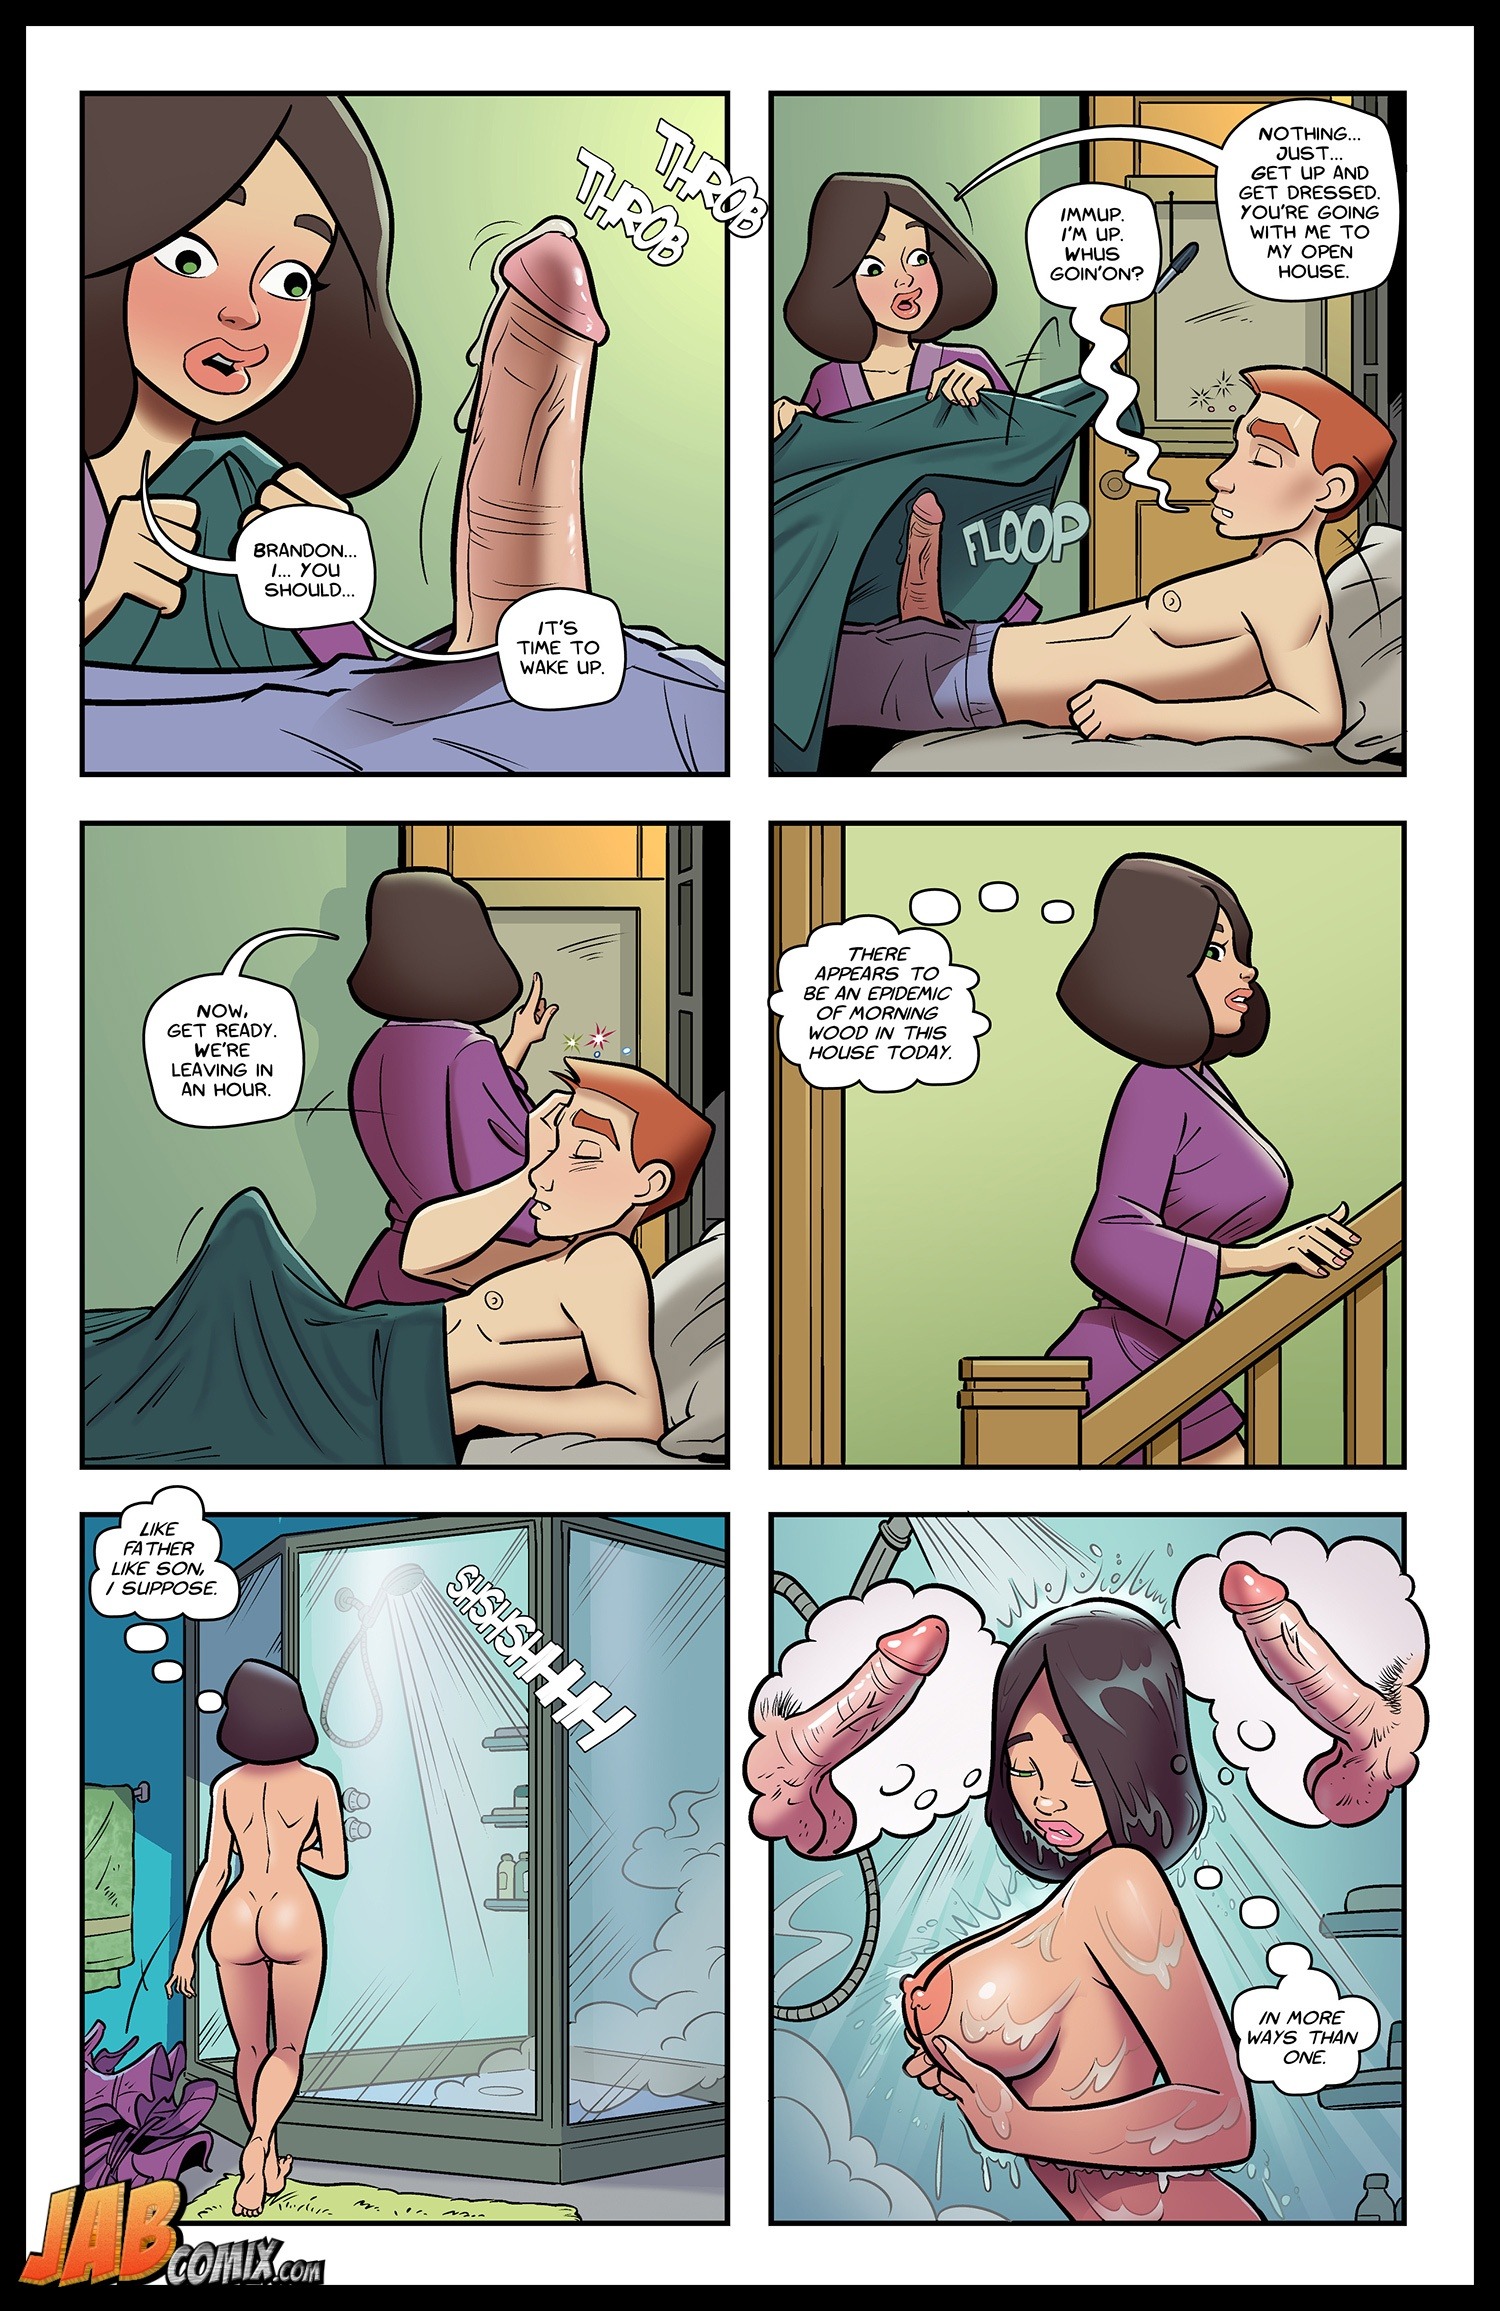 THROB
THROB
BRANDON...
I... YOU
SHOULD...
IT'S
TIME TO
WAKE UP.
IMMUP.
I'M UP.
WHUS
GOIN'ON?
NOTHING...
JUST...
GET UP AND
GET DRESSED.
YOU'RE GOING
WITH ME TO
MY OPEN
HOUSE.
FLOOP
NOW,
GET READY.
WE'RE
LEAVING IN
AN HOUR.
THERE
APPEARS TO
BE AN EPIDEMIC
OF MORNING
WOOD IN THIS
HOUSE TODAY.
LIKE
FATHER
LIKE SON,
I SUPPOSE.
SHSHSHHHH
IN MORE
WAYS THAN
ONE.
JABCOMIX.COM